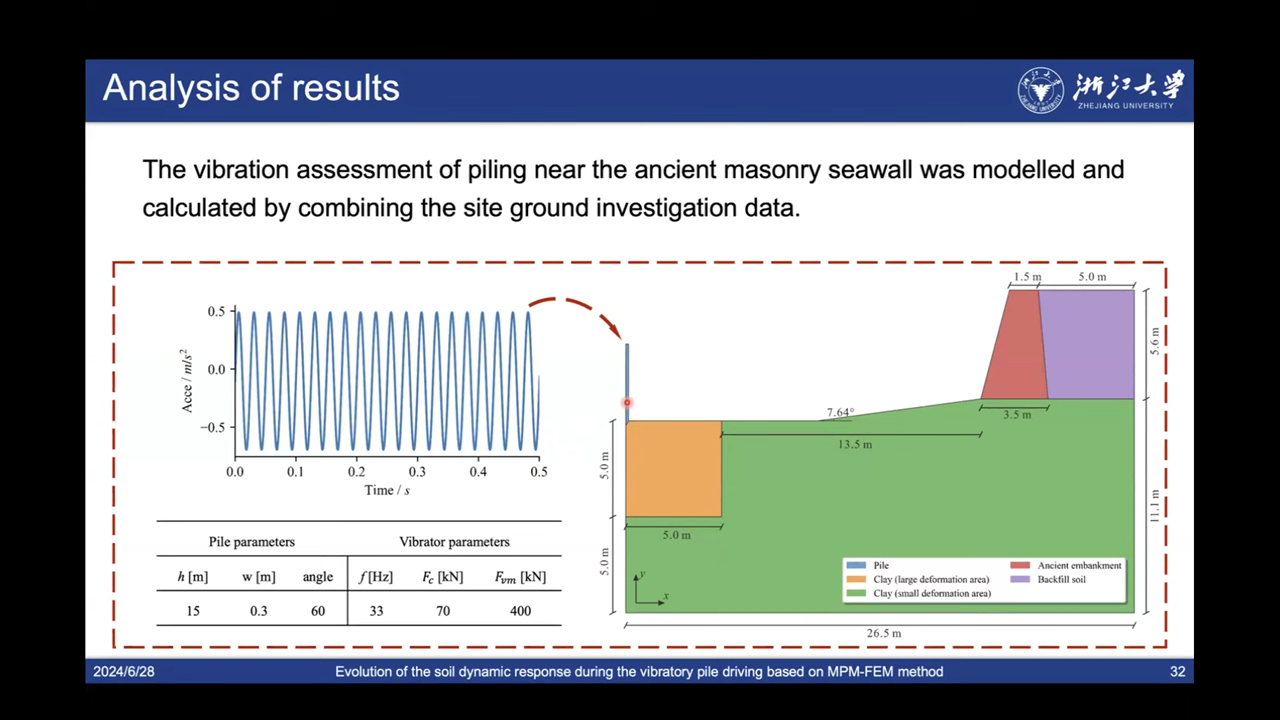 Analysis of results
浙江大学
ZHEJIANG UNIVERSITY
The vibration assessment of piling near the ancient masonry seawall was modelled and
calculated by combining the site ground investigation data.
0.5
0.0
−0.5
Acce / m/s²
0.0 0.1 0.2 0.3 0.4 0.5
Time / s
Pile parameters Vibrator parameters
h [m] w [m] angle f [Hz] Fc [kN] Fvm [kN]
15 0.3 60 33 70 400
1.5 m 5.0 m
5.6 m
7.64°
3.5 m
13.5 m
5.0 m
5.0 m
5.0 m
11.1 m
y
x
Pile
Clay (large deformation area)
Clay (small deformation area)
Ancient embankment
Backfill soil
26.5 m
2024/6/28
Evolution of the soil dynamic response during the vibratory pile driving based on MPM-FEM method
32